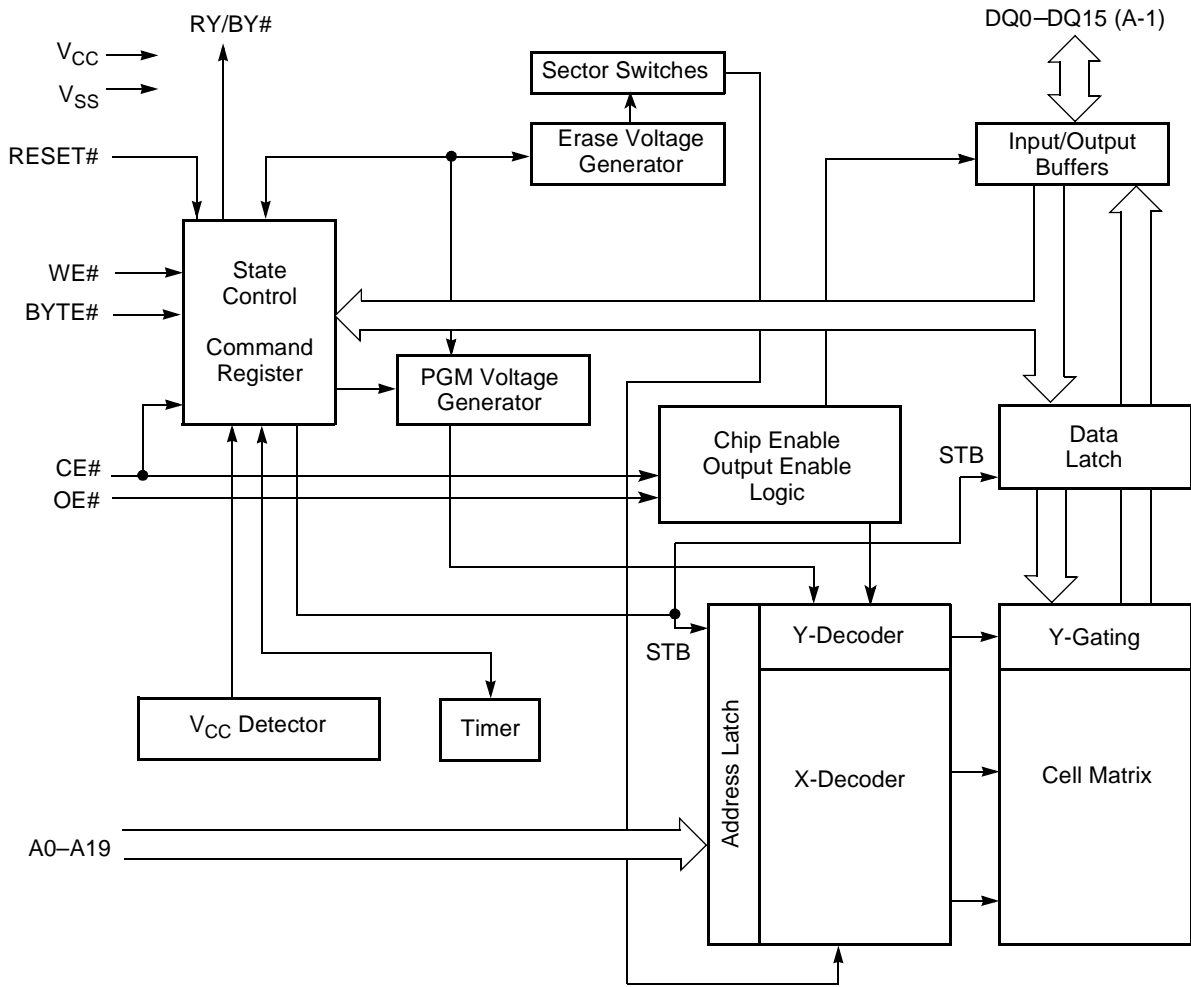 RY/BY#
DQ0–DQ15 (A-1)
VCC
VSS
Sector Switches
Erase Voltage
Generator
Input/Output
Buffers
RESET#
WE#
BYTE#
State
Control
Command
Register
PGM Voltage
Generator
Chip Enable
Output Enable
Logic
STB
Data
Latch
CE#
OE#
STB
Y-Decoder
Y-Gating
VCC Detector
Timer
Address Latch
X-Decoder
Cell Matrix
A0–A19